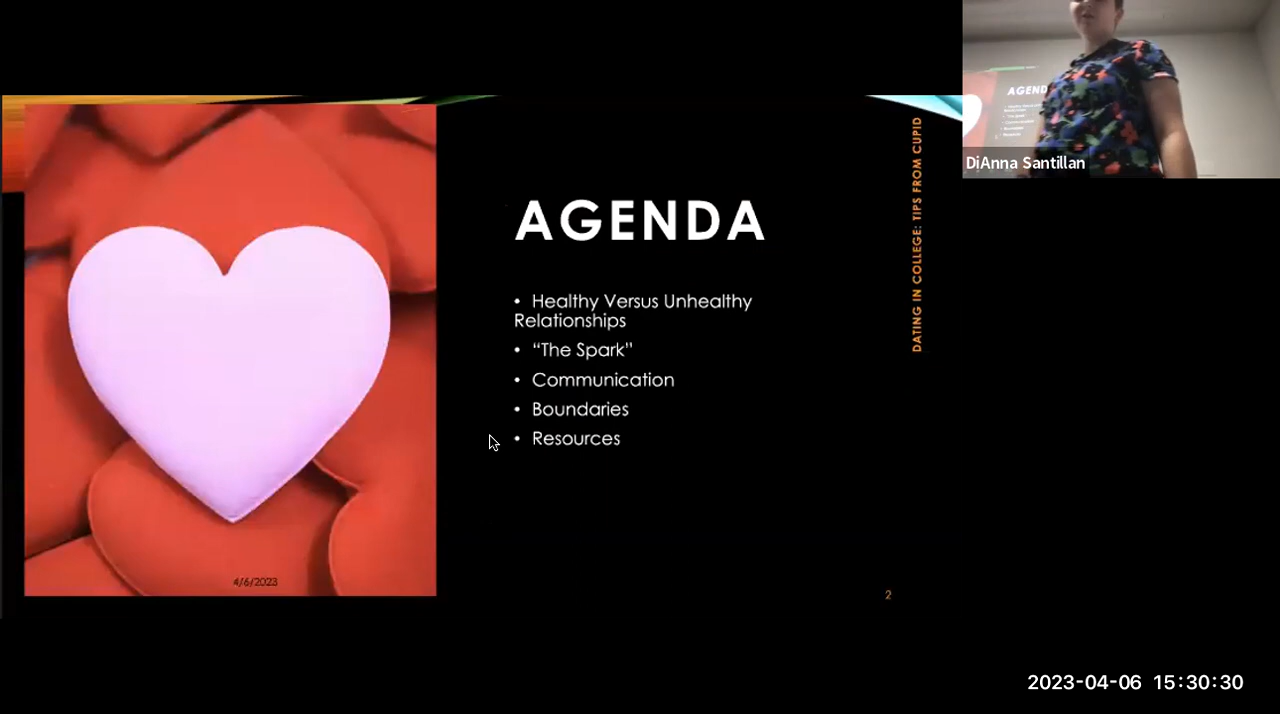 AGENDA
• Healthy Versus Unhealthy
Relationships
• “The Spark”
• Communication
• Boundaries
• Resources
DATING IN COLLEGE: TIPS FROM CUPID
4/6/2023
2
AGEND
DiAnna Santillan
2023-04-06 15:30:30